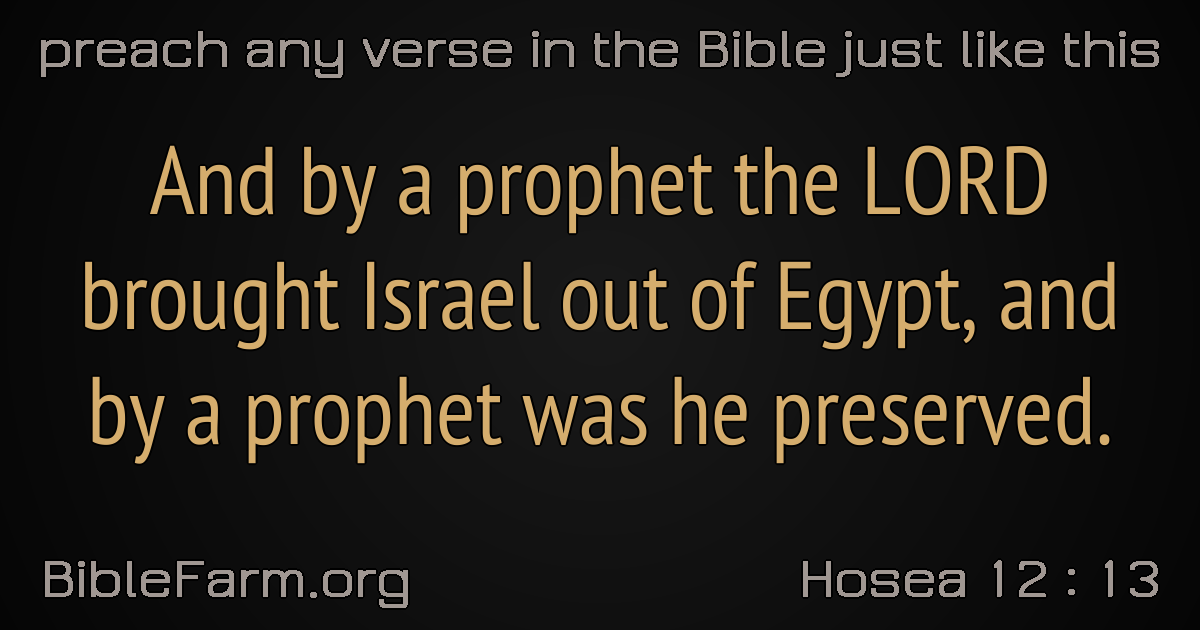 preach any verse in the Bible just like this
And by a prophet the LORD
brought Israel out of Egypt, and
by a prophet was he preserved.
BibleFarm.org
Hosea 12 : 13